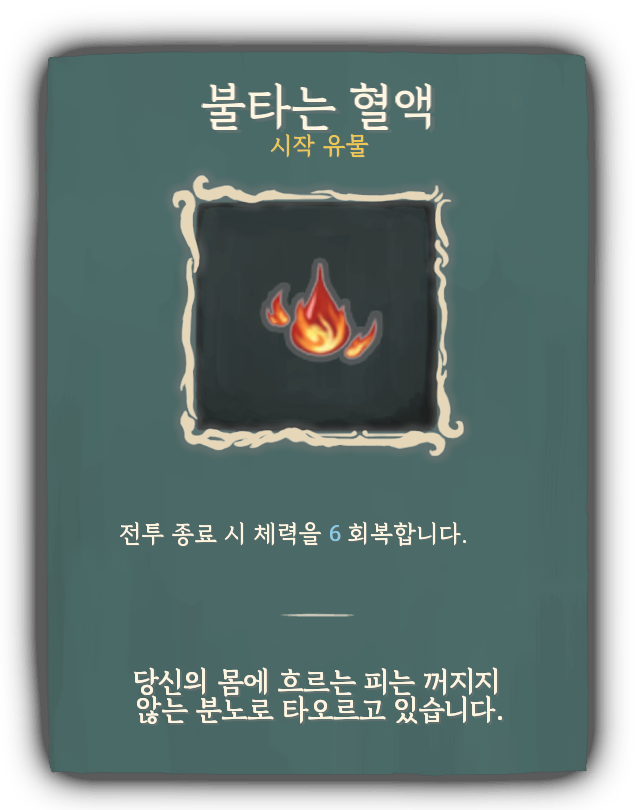 불타는 혈액
시작 유물
전투 종료 시 체력을 6 회복합니다.
당신의 몸에 흐르는 피는 꺼지지
않는 분노로 타오르고 있습니다.